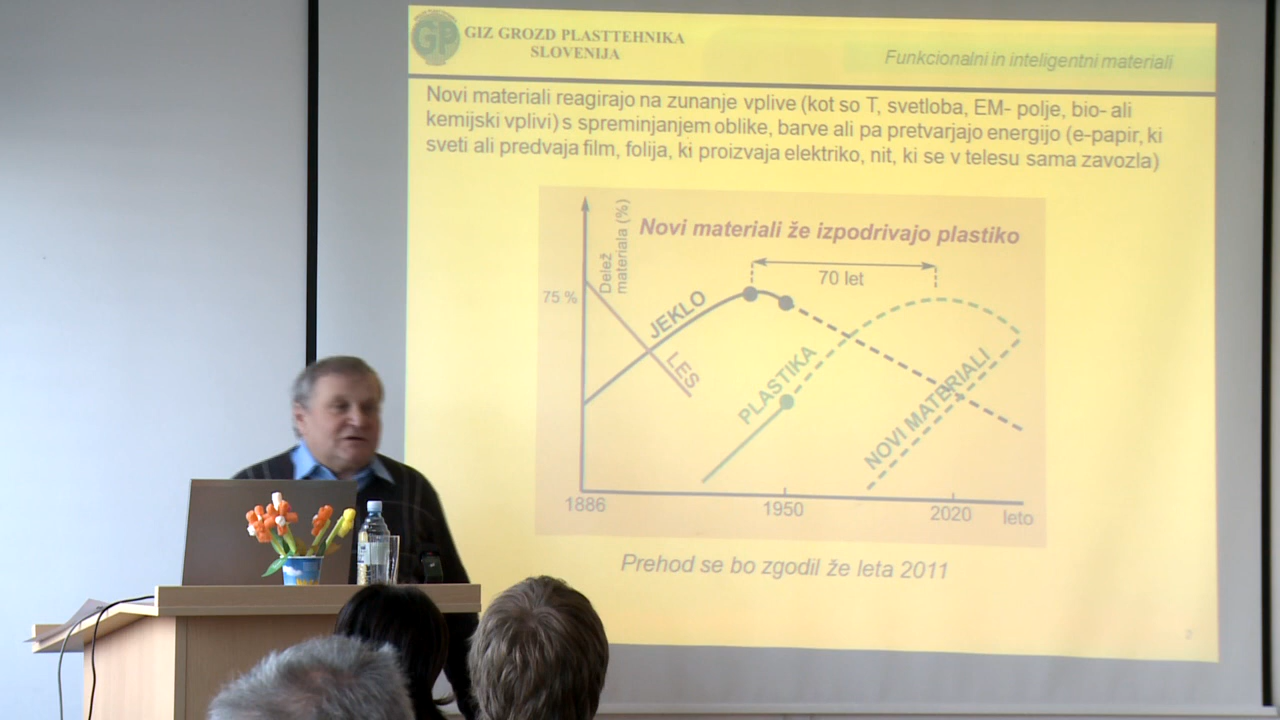 GP
GIZ GROZD PLASTTEHNIKA
SLOVENIJA
Funkcionalni in inteligentni materiali
Novi materiali reagirajo na zunanje vplive (kot so T, svetloba, EM- polje, bio- ali
kemijski vplivi) s spreminjanjem oblike, barve ali pa pretvarjajo energijo (e-papir, ki
sveti ali predvaja film, folija, ki proizvaja elektriko, nit, ki se v telesu sama zavozla)
Novi materiali že izpodrivajo plastiko
Delež
materiala (%)
70 let
75 %
JEKLO
LES
PLASTIKA
NOVI MATERIALI
1886
1950
2020
leto
Prehod se bo zgodil že leta 2011
2